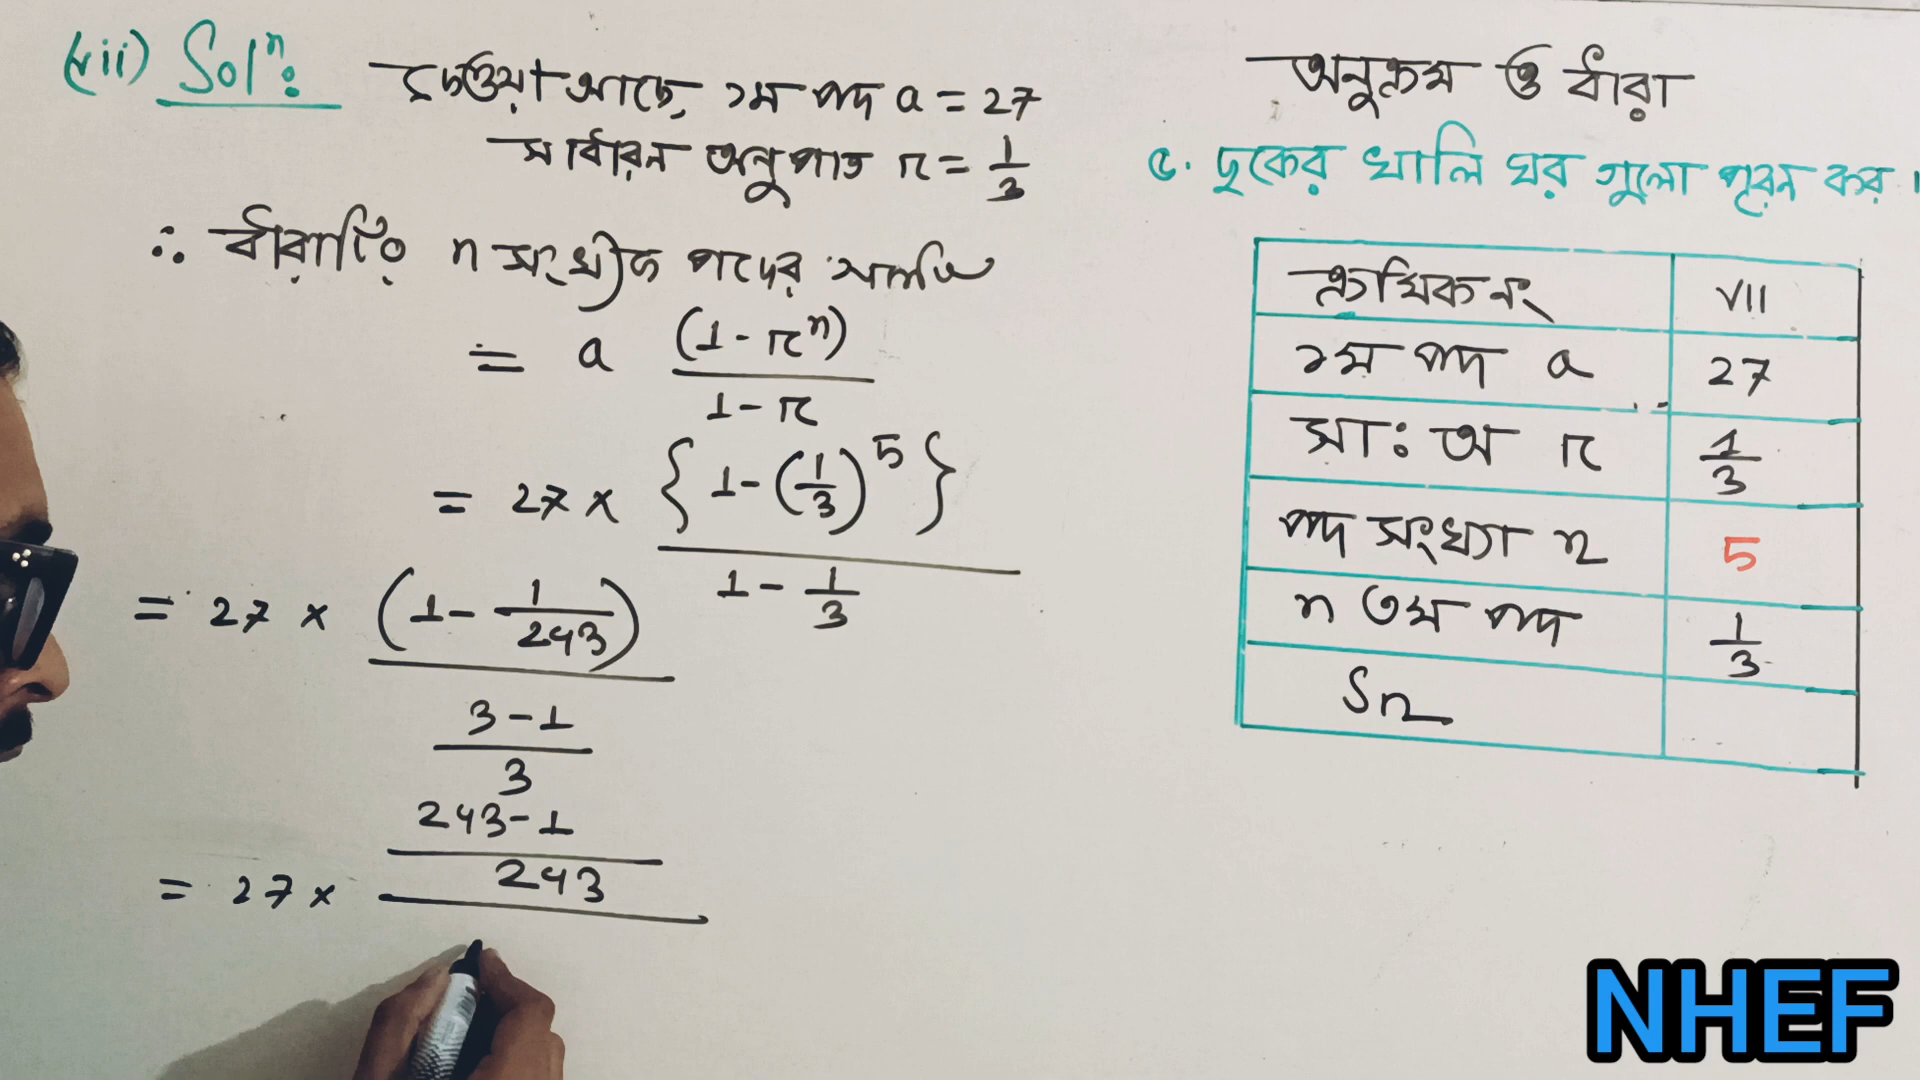 (vii) Solⁿ: দেওয়া আছে, ১ম পদ a = 27
সাধারন অনুপাত r = 1/3
∴ ধারাটির n সংখ্যক পদের সমষ্টি
= a (1 - rⁿ) / 1 - r
= 27 × {1 - (1/3)⁵} / 1 - 1/3
= 27 × (1 - 1/243) / (3 - 1)/3
= 27 × (243 - 1)/243
অনুক্রম ও ধারা
৫. ছকের খালি ঘর গুলো পূরন কর।
ক্রমিক নং VII
১ম পদ a 27
সাঃ অ r 1/3
পদ সংখ্যা n 5
n তম পদ 1/3
Sn
NHEF